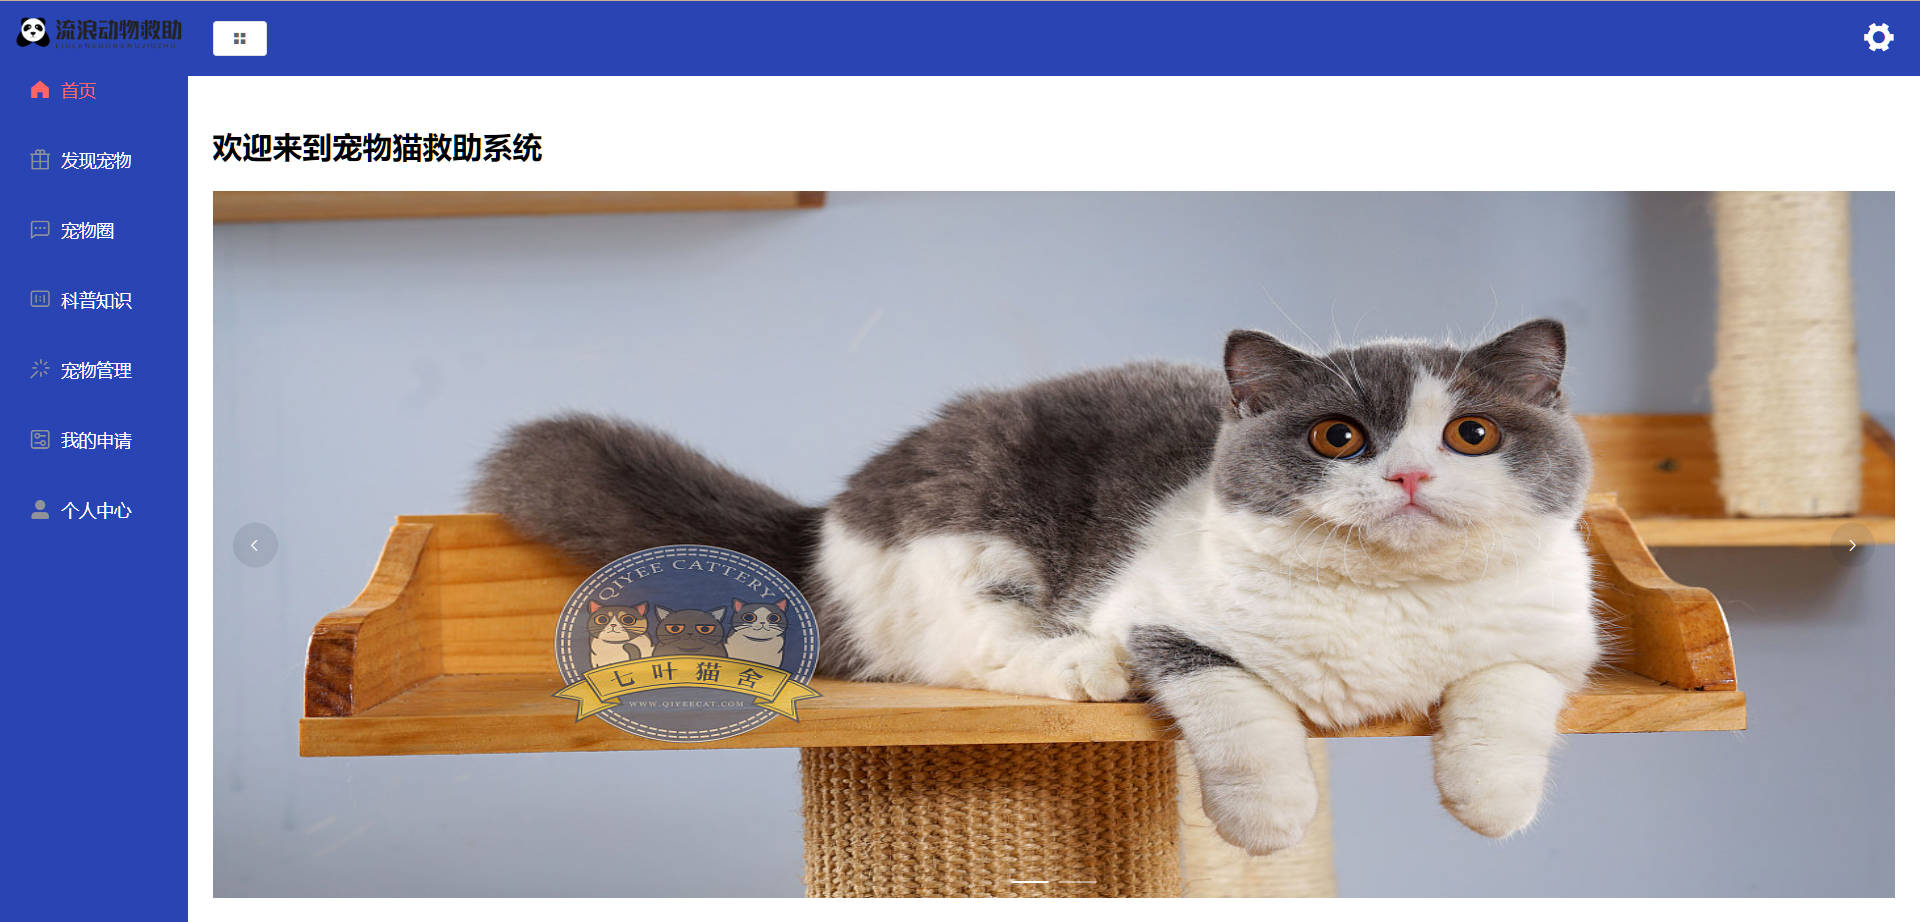 流浪动物救助
LIULANGDONGWUJIUZHU
首页
发现宠物
宠物圈
科普知识
宠物管理
我的申请
个人中心
欢迎来到宠物猫救助系统
QIYEE CATTERY
七叶猫舍
WWW.QIYEECAT.COM